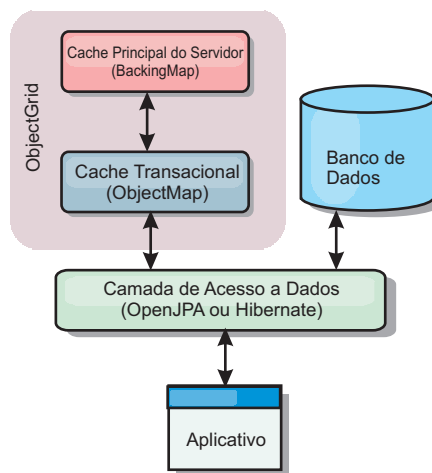 ObjectGrid
Cache Principal do Servidor
(BackingMap)
Cache Transacional
(ObjectMap)
Banco de
Dados
Camada de Acesso a Dados
(OpenJPA ou Hibernate)
Aplicativo